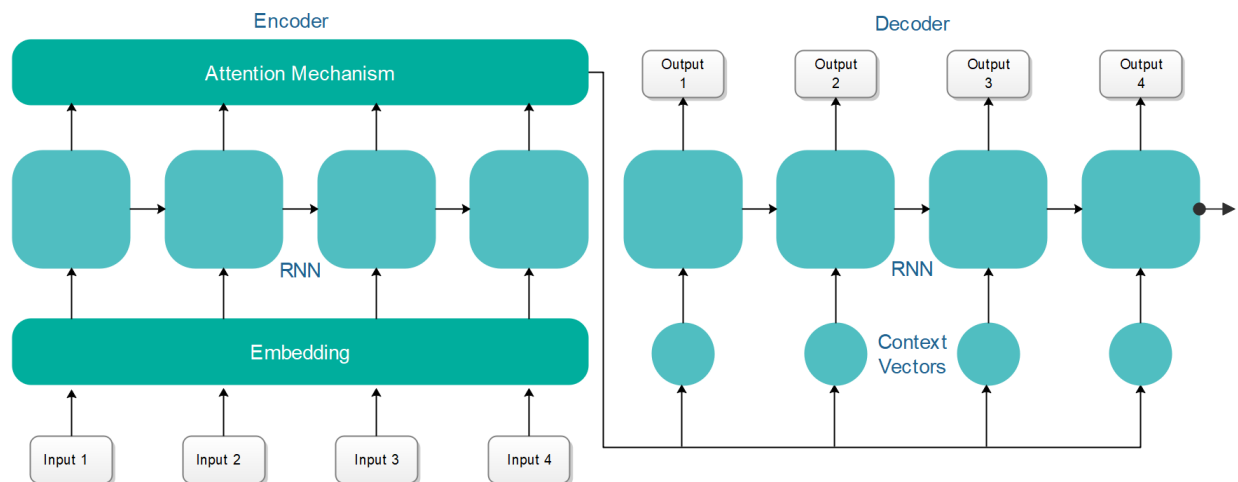 Encoder
Attention Mechanism
RNN
Embedding
Input 1
Input 2
Input 3
Input 4
Decoder
Output
1
Output
2
Output
3
Output
4
RNN
Context
Vectors